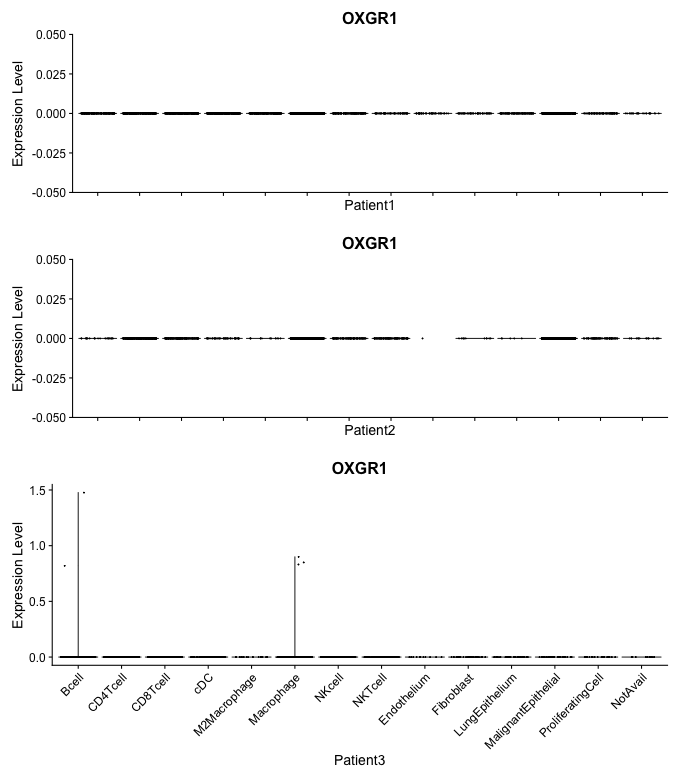 OXGR1
0.050
0.025
0.000
-0.025
-0.050
Expression Level
Patient1
OXGR1
0.050
0.025
0.000
-0.025
-0.050
Expression Level
Patient2
OXGR1
1.5
1.0
0.5
0.0
Expression Level
Bcell
CD4Tcell
CD8Tcell
cDC
M2Macrophage
Macrophage
NKcell
NKTcell
Endothelium
Fibroblast
LungEpithelium
MalignantEpithelial
ProliferatingCell
NotAvail
Patient3